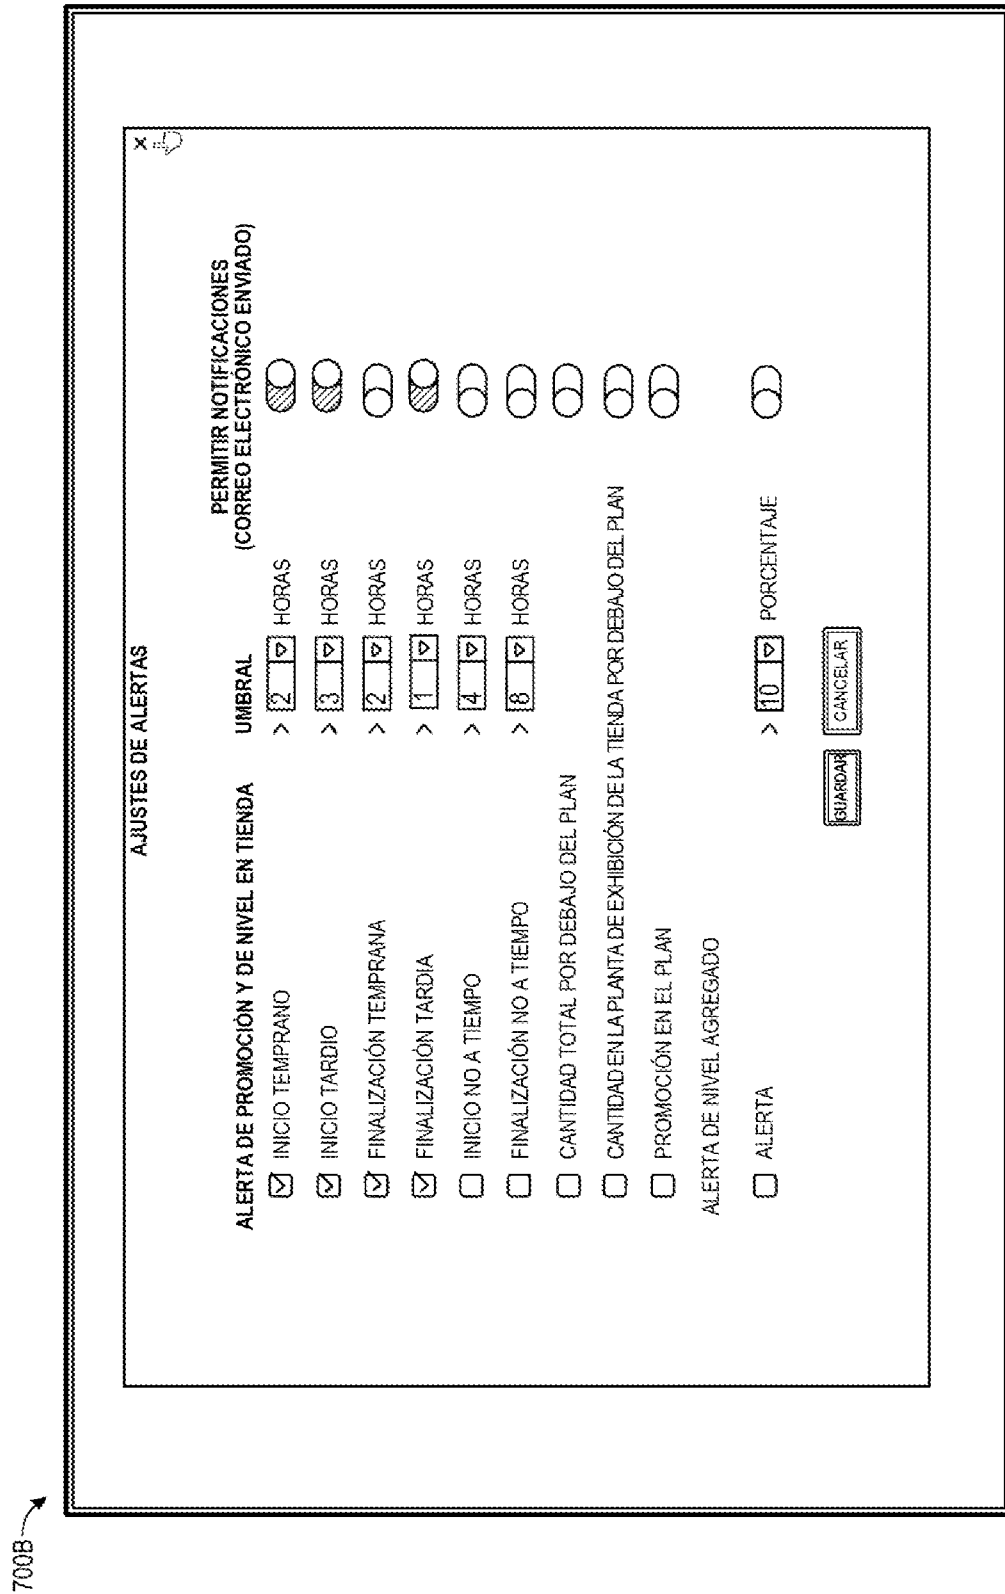 700B
AJUSTES DE ALERTAS
X
ALERTA DE PROMOCIÓN Y DE NIVEL EN TIENDA UMBRAL PERMITIR NOTIFICACIONES
(CORREO ELECTRÓNICO ENVIADO)
INICIO TEMPRANO > 2 HORAS
INICIO TARDIO > 3 HORAS
FINALIZACIÓN TEMPRANA > 2 HORAS
FINALIZACIÓN TARDIA > 1 HORAS
INICIO NO A TIEMPO > 4 HORAS
FINALIZACIÓN NO A TIEMPO > 8 HORAS
CANTIDAD TOTAL POR DEBAJO DEL PLAN
CANTIDAD EN LA PLANTA DE EXHIBICIÓN DE LA TIENDA POR DEBAJO DEL PLAN
PROMOCIÓN EN EL PLAN
ALERTA DE NIVEL AGREGADO
ALERTA > 10 PORCENTAJE
GUARDAR CANCELAR